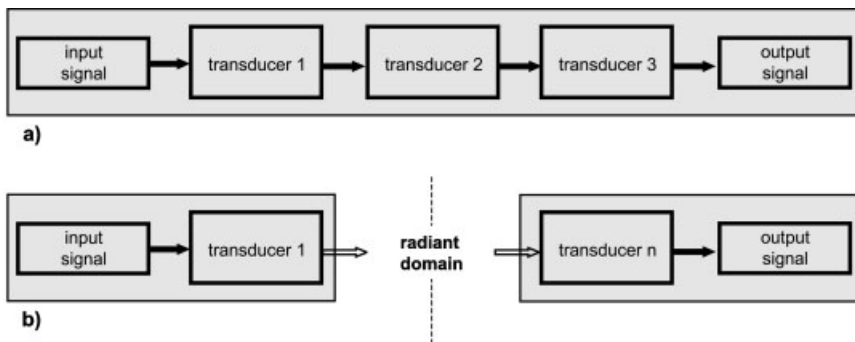 input
signal
transducer 1
transducer 2
transducer 3
output
signal
a)
input
signal
transducer 1
radiant
domain
transducer n
output
signal
b)